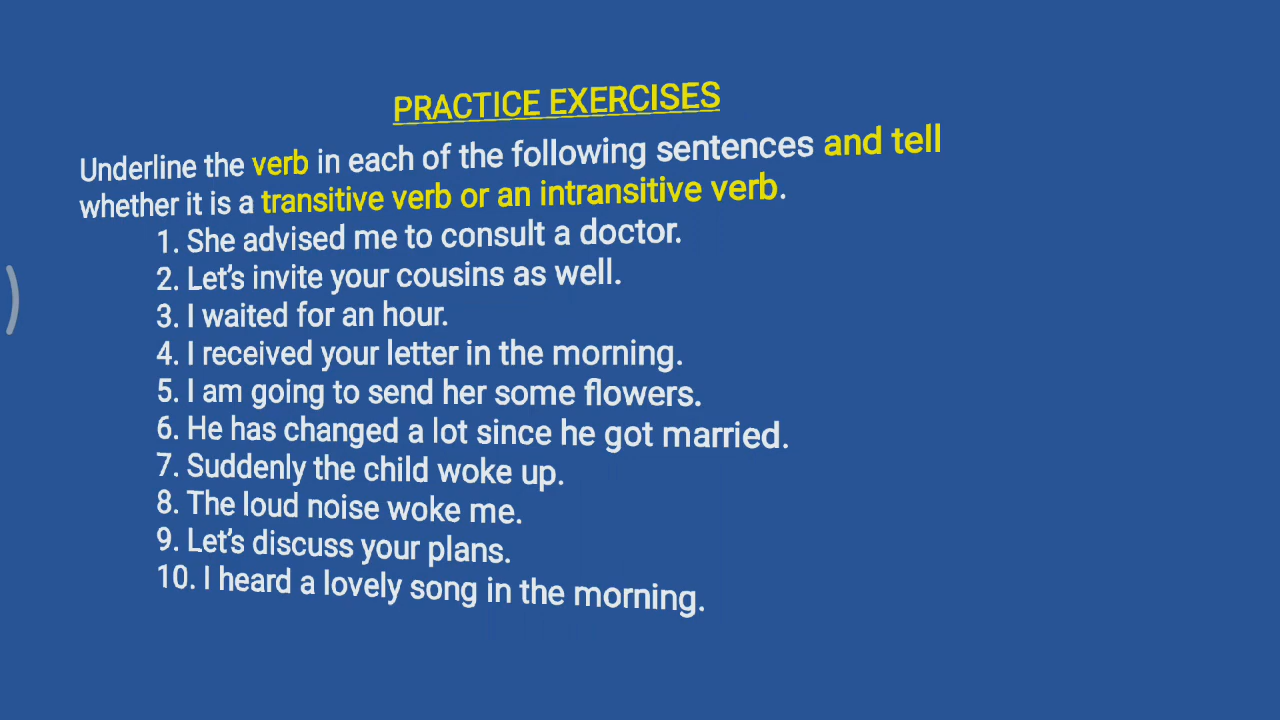 PRACTICE EXERCISES
Underline the verb in each of the following sentences and tell
whether it is a transitive verb or an intransitive verb.
1. She advised me to consult a doctor.
2. Let's invite your cousins as well.
3. I waited for an hour.
4. I received your letter in the morning.
5. I am going to send her some flowers.
6. He has changed a lot since he got married.
7. Suddenly the child woke up.
8. The loud noise woke me.
9. Let's discuss your plans.
10. I heard a lovely song in the morning.